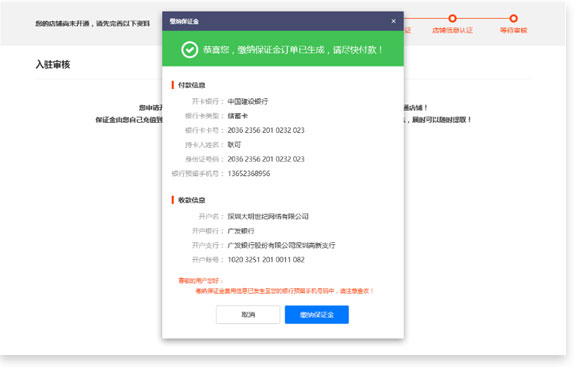 您的店铺尚未开通，请先完善以下资料
证
店铺信息认证
等待审核
缴纳保证金
×
恭喜您，缴纳保证金订单已生成，请尽快付款！
入驻审核
付款信息
开卡银行： 中国建设银行
银行卡类型： 储蓄卡
银行卡卡号： 2036 2356 201 0232 023
持卡人姓名： 耿可
身份证号码： 2036 2356 201 0232 023
银行预留手机号： 13652368956
您申请开
通店铺！
保证金由您自己充值到
，届时可以随时提取！
收款信息
开户名： 深圳大明世纪网络有限公司
开户银行： 广发银行
开户支行： 广发银行股份有限公司深圳高新支行
开户账号： 1020 3251 201 0011 082
尊敬的用户您好：
缴纳保证金费用信息已发生至您的银行预留手机号码中，请注意查收！
取消
缴纳保证金